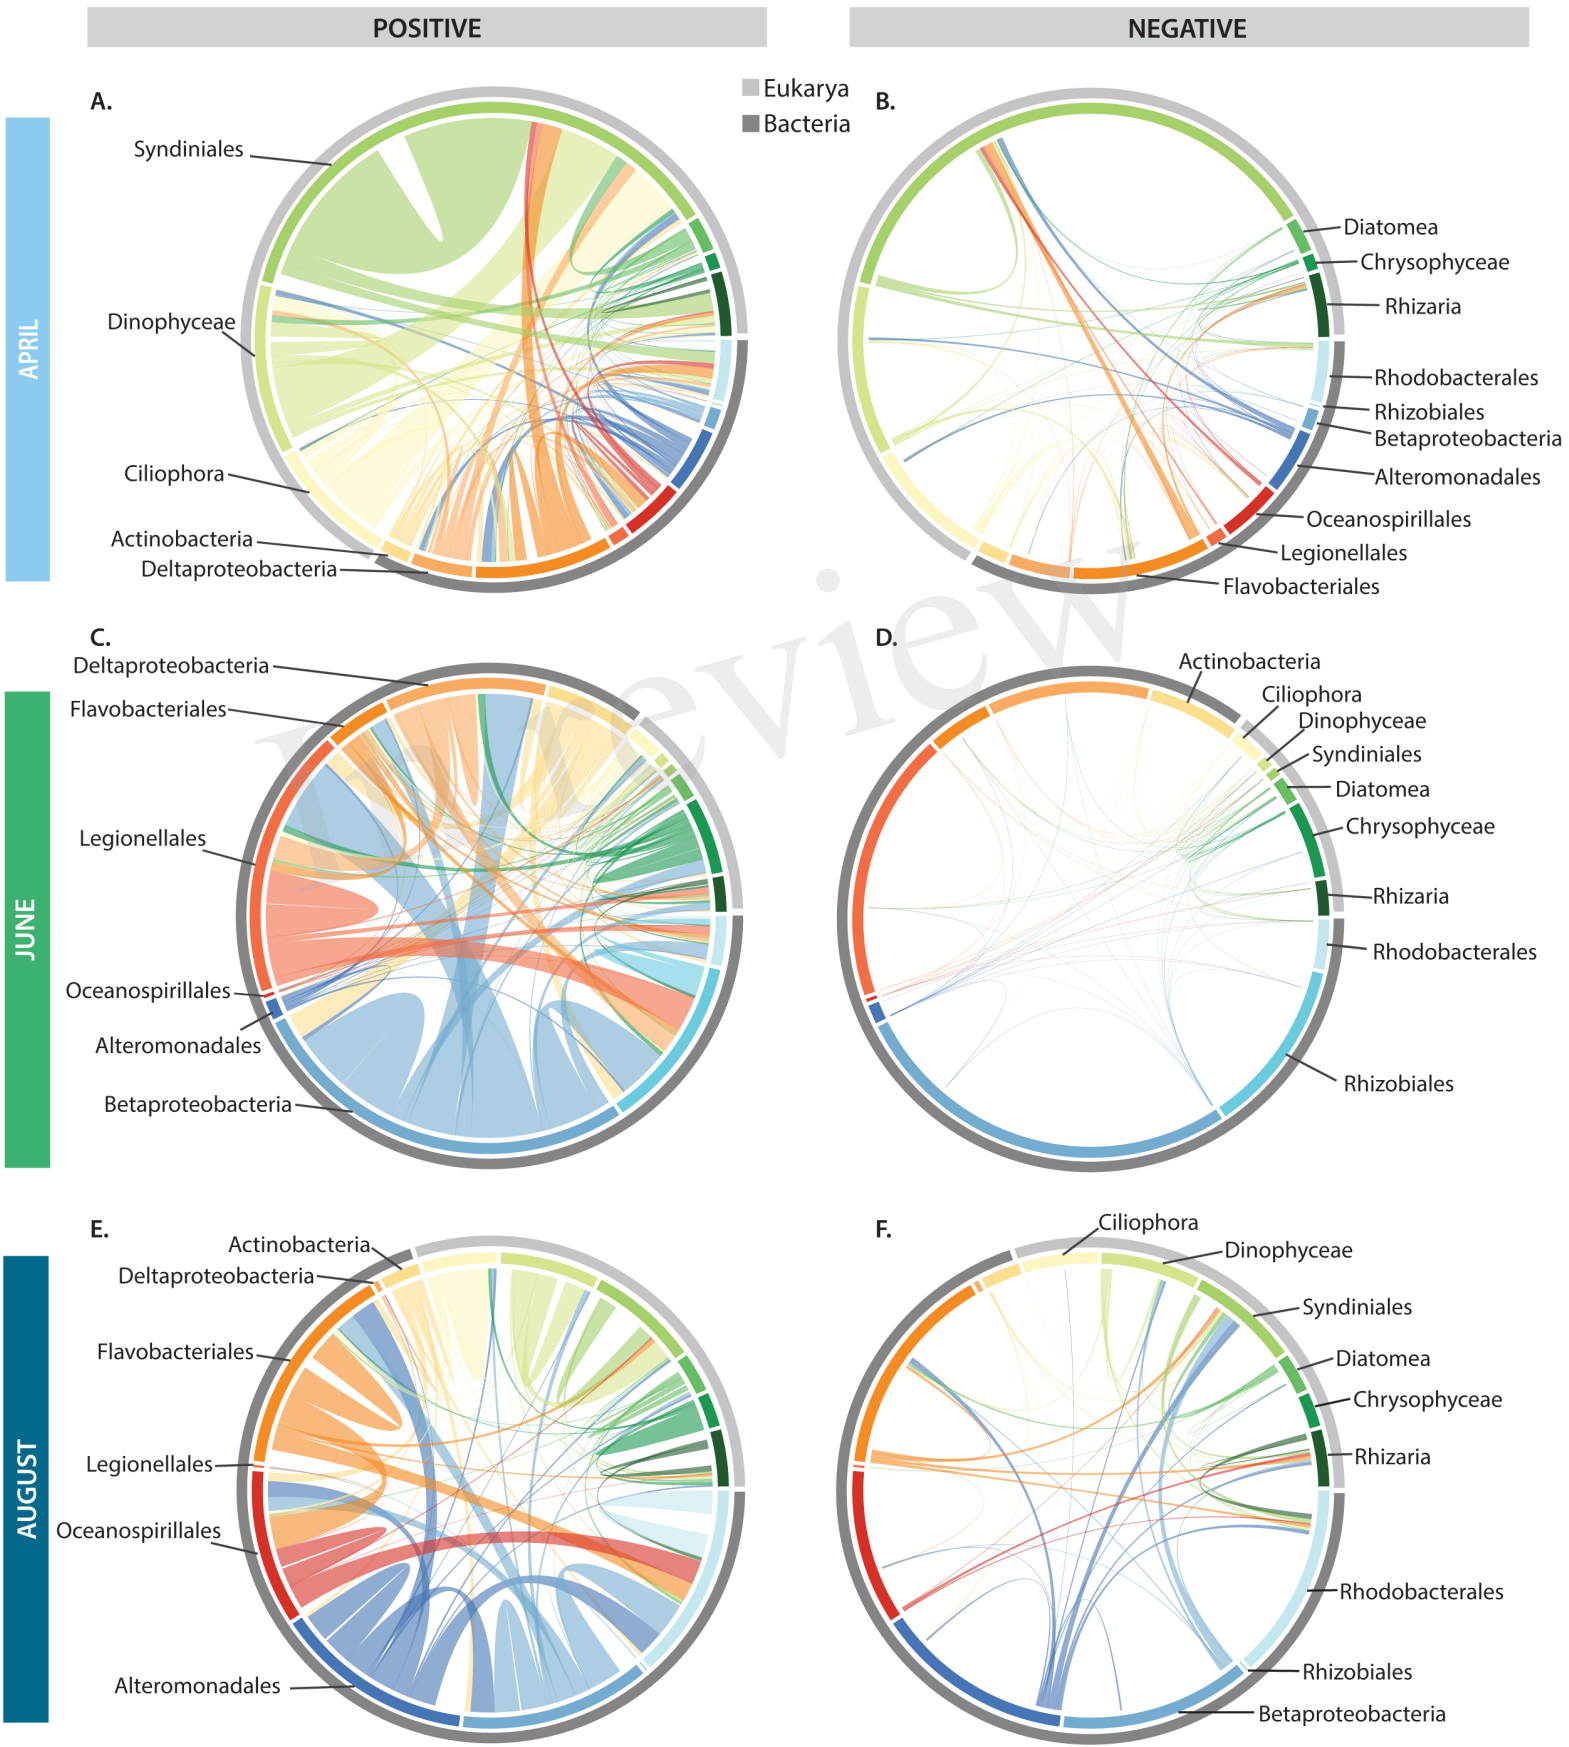 POSITIVE
NEGATIVE
Eukarya
Bacteria
APRIL
A.
Syndiniales
Dinophyceae
Ciliophora
Actinobacteria
Deltaproteobacteria
B.
Diatomea
Chrysophyceae
Rhizaria
Rhodobacterales
Rhizobiales
Betaproteobacteria
Alteromonadales
Oceanospirillales
Legionellales
Flavobacteriales
JUNE
C.
Deltaproteobacteria
Flavobacteriales
Legionellales
Oceanospirillales
Alteromonadales
Betaproteobacteria
D.
Actinobacteria
Ciliophora
Dinophyceae
Syndiniales
Diatomea
Chrysophyceae
Rhizaria
Rhodobacterales
Rhizobiales
AUGUST
E.
Actinobacteria
Deltaproteobacteria
Flavobacteriales
Legionellales
Oceanospirillales
Alteromonadales
F.
Ciliophora
Dinophyceae
Syndiniales
Diatomea
Chrysophyceae
Rhizaria
Rhodobacterales
Rhizobiales
Betaproteobacteria